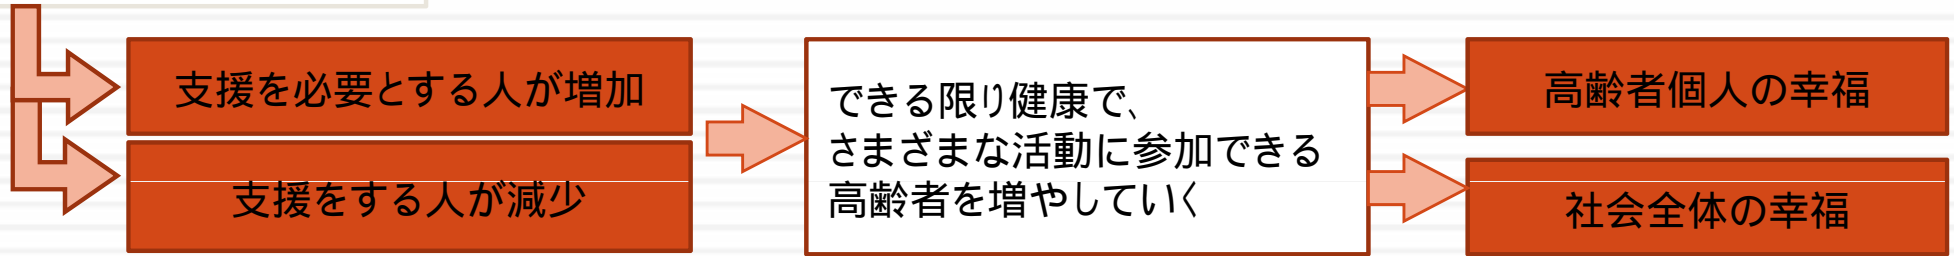 支援を必要とする人が増加
支援をする人が減少
できる限り健康で、
さまざまな活動に参加できる
高齢者を増やしていく
高齢者個人の幸福
社会全体の幸福